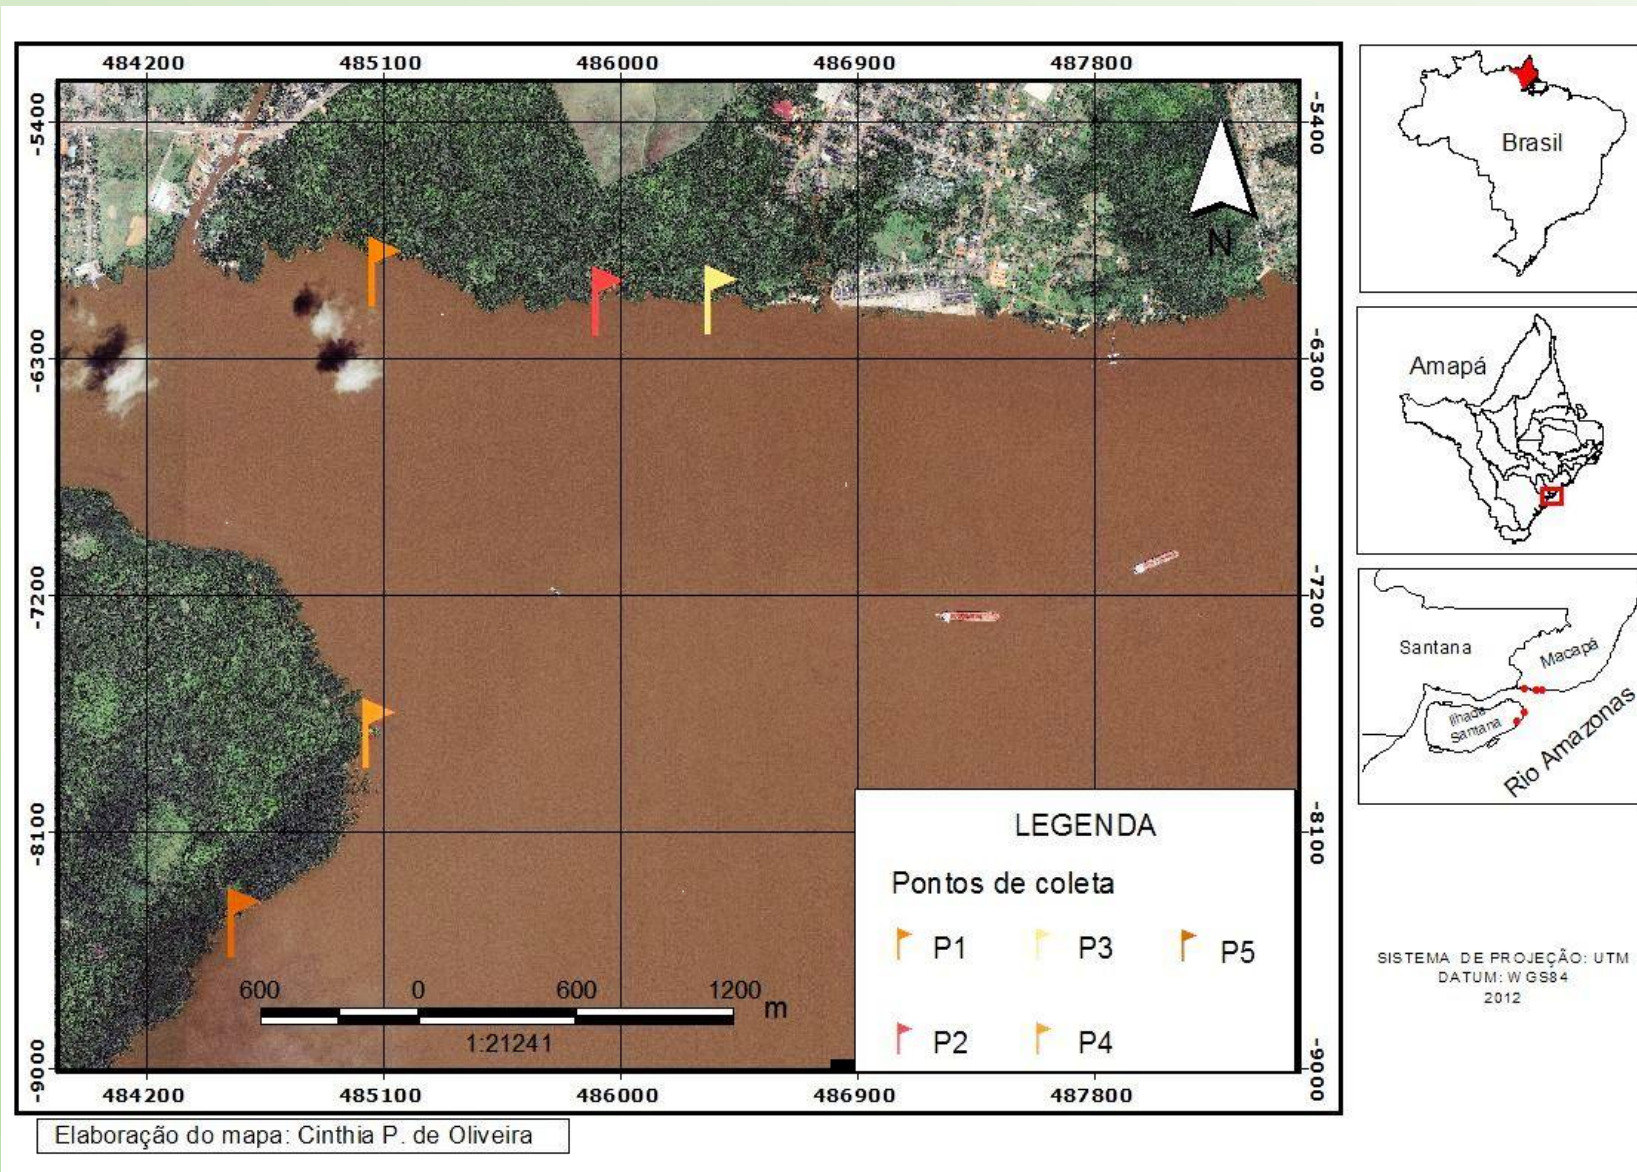 484200 485100 486000 486900 487800
-5400 -5400
N
-6300 -6300
-7200 -7200
-8100 -8100
LEGENDA
Pontos de coleta
P1 P3 P5
P2 P4
600 0 600 1200 m
1:21241
-9000 -9000
484200 485100 486000 486900 487800
Elaboração do mapa: Cinthia P. de Oliveira
Brasil
Amapá
Santana
Macapá
Ilha de
Santana
Rio Amazonas
SISTEMA DE PROJEÇÃO: UTM
DATUM: WGS84
2012